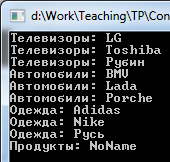 d:\Work\Teaching\TP\Con
Телевизоры: LG
Телевизоры: Toshiba
Телевизоры: Рубин
Автомобили: BMV
Автомобили: Lada
Автомобили: Porche
Одежда: Adidas
Одежда: Nike
Одежда: Русь
Продукты: NoName